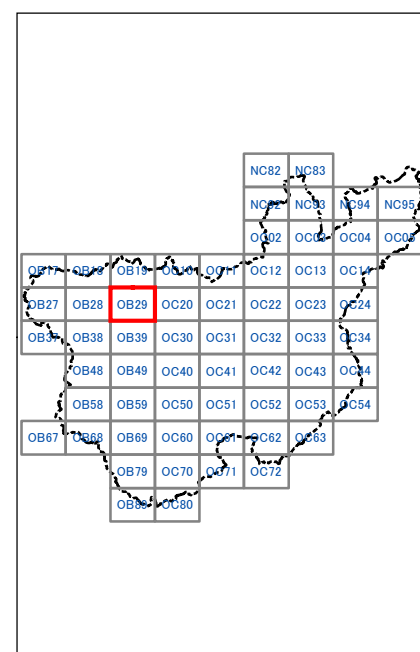 NC82 NC83
NC92 NC93 NC94 NC95
OC02 OC03 OC04 OC05
OB17 OB18 OB19 OC10 OC11 OC12 OC13 OC14
OB27 OB28 OB29 OC20 OC21 OC22 OC23 OC24
OB37 OB38 OB39 OC30 OC31 OC32 OC33 OC34
OB48 OB49 OC40 OC41 OC42 OC43 OC44
OB58 OB59 OC50 OC51 OC52 OC53 OC54
OB67 OB68 OB69 OC60 OC61 OC62 OC63
OB79 OC70 OC71 OC72
OB89 OC80